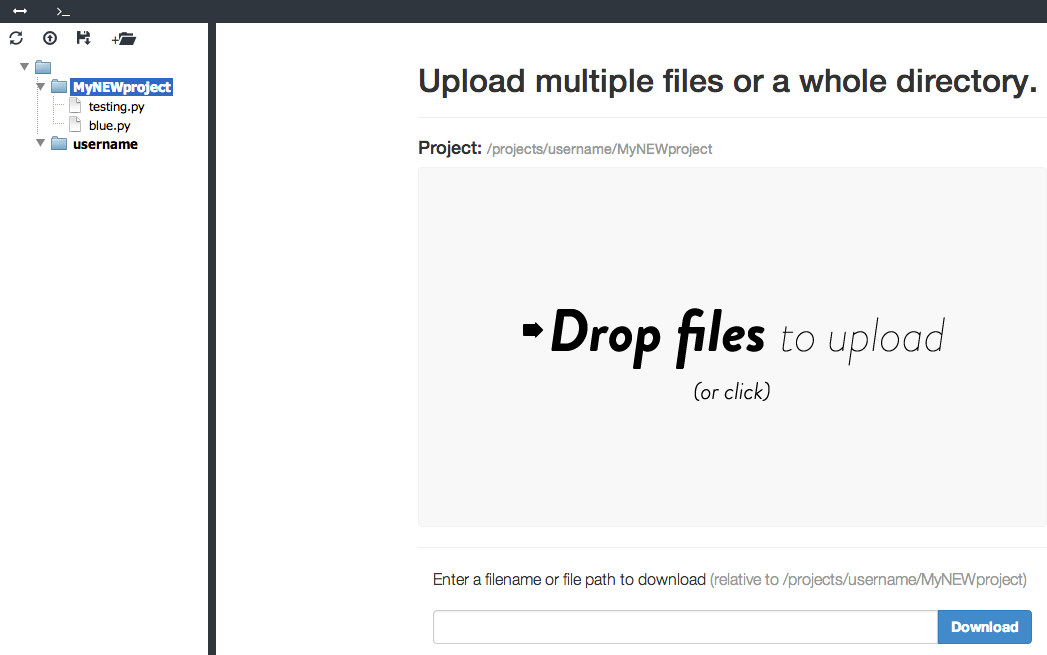 MyNEWproject
testing.py
blue.py
username
Upload multiple files or a whole directory.
Project: /projects/username/MyNEWproject
Drop files to upload
(or click)
Enter a filename or file path to download (relative to /projects/username/MyNEWproject)
Download